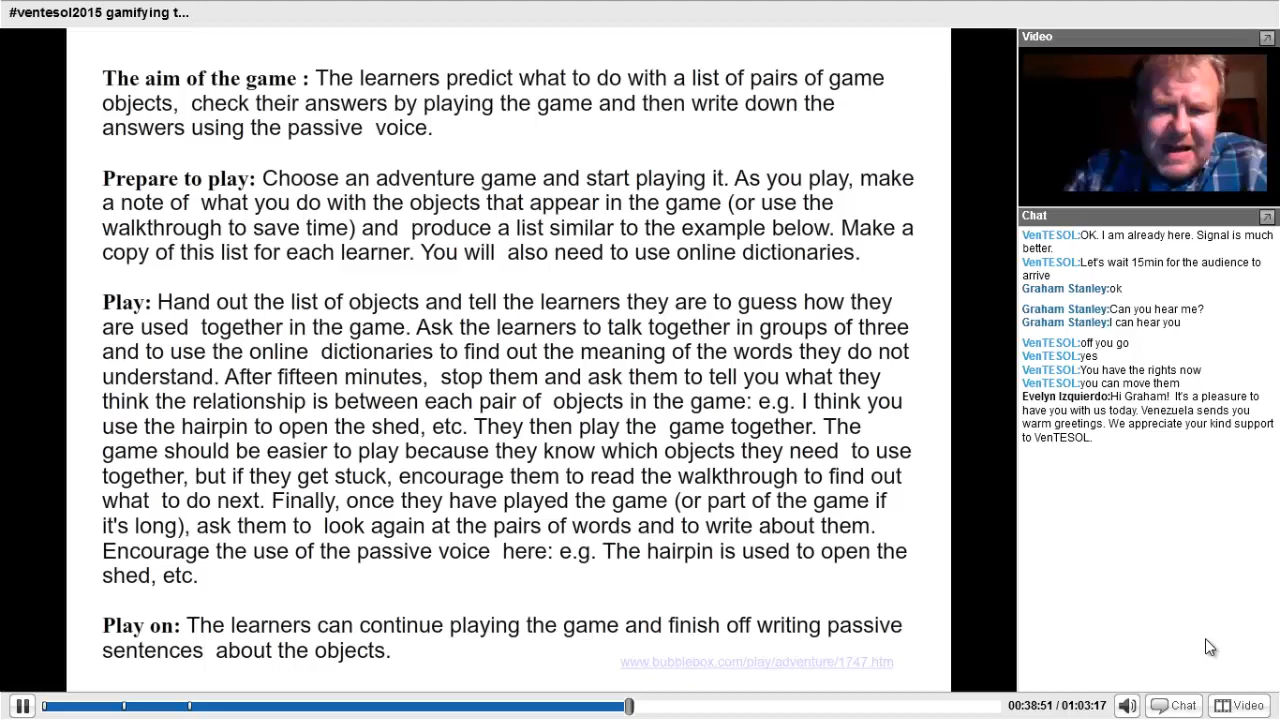 #ventesol2015 gamifying t...
The aim of the game : The learners predict what to do with a list of pairs of game
objects, check their answers by playing the game and then write down the
answers using the passive voice.
Prepare to play: Choose an adventure game and start playing it. As you play, make
a note of what you do with the objects that appear in the game (or use the
walkthrough to save time) and produce a list similar to the example below. Make a
copy of this list for each learner. You will also need to use online dictionaries.
Play: Hand out the list of objects and tell the learners they are to guess how they
are used together in the game. Ask the learners to talk together in groups of three
and to use the online dictionaries to find out the meaning of the words they do not
understand. After fifteen minutes, stop them and ask them to tell you what they
think the relationship is between each pair of objects in the game: e.g. I think you
use the hairpin to open the shed, etc. They then play the game together. The
game should be easier to play because they know which objects they need to use
together, but if they get stuck, encourage them to read the walkthrough to find out
what to do next. Finally, once they have played the game (or part of the game if
it's long), ask them to look again at the pairs of words and to write about them.
Encourage the use of the passive voice here: e.g. The hairpin is used to open the
shed, etc.
Play on: The learners can continue playing the game and finish off writing passive
sentences about the objects.
www.bubblebox.com/play/adventure/1747.htm
Video
Chat
VenTESOL:OK. I am already here. Signal is much
better.
VenTESOL:Let's wait 15min for the audience to
arrive
Graham Stanley:ok
Graham Stanley:Can you hear me?
Graham Stanley:I can hear you
VenTESOL:off you go
VenTESOL:yes
VenTESOL:You have the rights now
VenTESOL:you can move them
Evelyn Izquierdo:Hi Graham! It's a pleasure to
have you with us today. Venezuela sends you
warm greetings. We appreciate your kind support
to VenTESOL.
00:38:51 / 01:03:17
Chat
Video